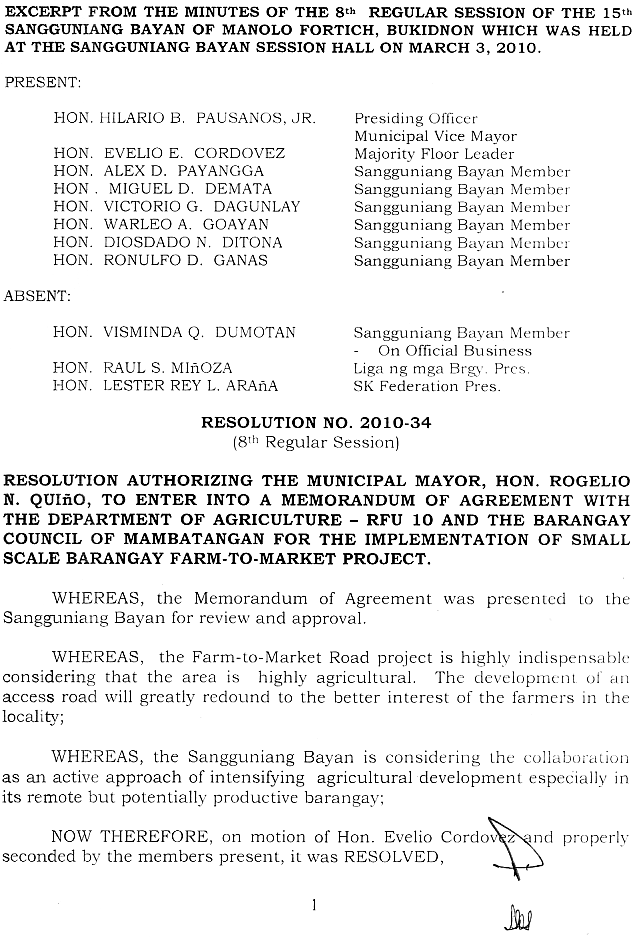 EXCERPT FROM THE MINUTES OF THE 8th REGULAR SESSION OF THE 15th
SANGGUNIANG BAYAN OF MANOLO FORTICH, BUKIDNON WHICH WAS HELD
AT THE SANGGUNIANG BAYAN SESSION HALL ON MARCH 3, 2010.
PRESENT:
HON. HILARIO B. PAUSANOS, JR. Presiding Officer
Municipal Vice Mayor
HON. EVELIO E. CORDOVEZ Majority Floor Leader
HON. ALEX D. PAYANGGA Sangguniang Bayan Member
HON . MIGUEL D. DEMATA Sangguniang Bayan Member
HON. VICTORIO G. DAGUNLAY Sangguniang Bayan Member
HON. WARLEO A. GOAYAN Sangguniang Bayan Member
HON. DIOSDADO N. DITONA Sangguniang Bayan Member
HON. RONULFO D. GANAS Sangguniang Bayan Member
ABSENT:
HON. VISMINDA Q. DUMOTAN Sangguniang Bayan Member
- On Official Business
HON. RAUL S. MIñOZA Liga ng mga Brgy. Pres.
HON. LESTER REY L. ARAñA SK Federation Pres.
RESOLUTION NO. 2010-34
(8th Regular Session)
RESOLUTION AUTHORIZING THE MUNICIPAL MAYOR, HON. ROGELIO
N. QUIñO, TO ENTER INTO A MEMORANDUM OF AGREEMENT WITH
THE DEPARTMENT OF AGRICULTURE – RFU 10 AND THE BARANGAY
COUNCIL OF MAMBATANGAN FOR THE IMPLEMENTATION OF SMALL
SCALE BARANGAY FARM-TO-MARKET PROJECT.
WHEREAS, the Memorandum of Agreement was presented to the
Sangguniang Bayan for review and approval.
WHEREAS, the Farm-to-Market Road project is highly indispensable
considering that the area is highly agricultural. The development of an
access road will greatly redound to the better interest of the farmers in the
locality;
WHEREAS, the Sangguniang Bayan is considering the collaboration
as an active approach of intensifying agricultural development especially in
its remote but potentially productive barangay;
NOW THEREFORE, on motion of Hon. Evelio Cordovez and properly
seconded by the members present, it was RESOLVED,
1